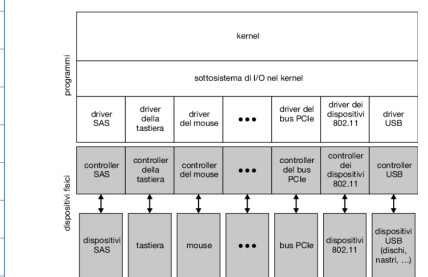 kernel
sottosistema di I/O nel kernel
programmi
driver SAS
driver della tastiera
driver del mouse
●●●
driver del bus PCIe
driver dei dispositivi 802.11
driver USB
dispositivi fisici
controller SAS
controller della tastiera
controller del mouse
●●●
controller del bus PCIe
controller dei dispositivi 802.11
controller USB
dispositivi SAS
tastiera
mouse
●●●
bus PCIe
dispositivi 802.11
dispositivi USB (dischi, nastri, ...)